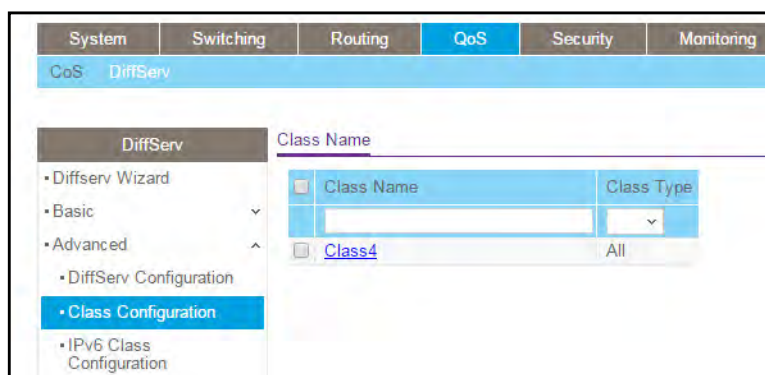 System Switching Routing QoS Security Monitoring
CoS DiffServ
DiffServ
Class Name
Diffserv Wizard
Basic
Advanced
DiffServ Configuration
Class Configuration
IPv6 Class
Configuration
Class Name Class Type
Class4 All